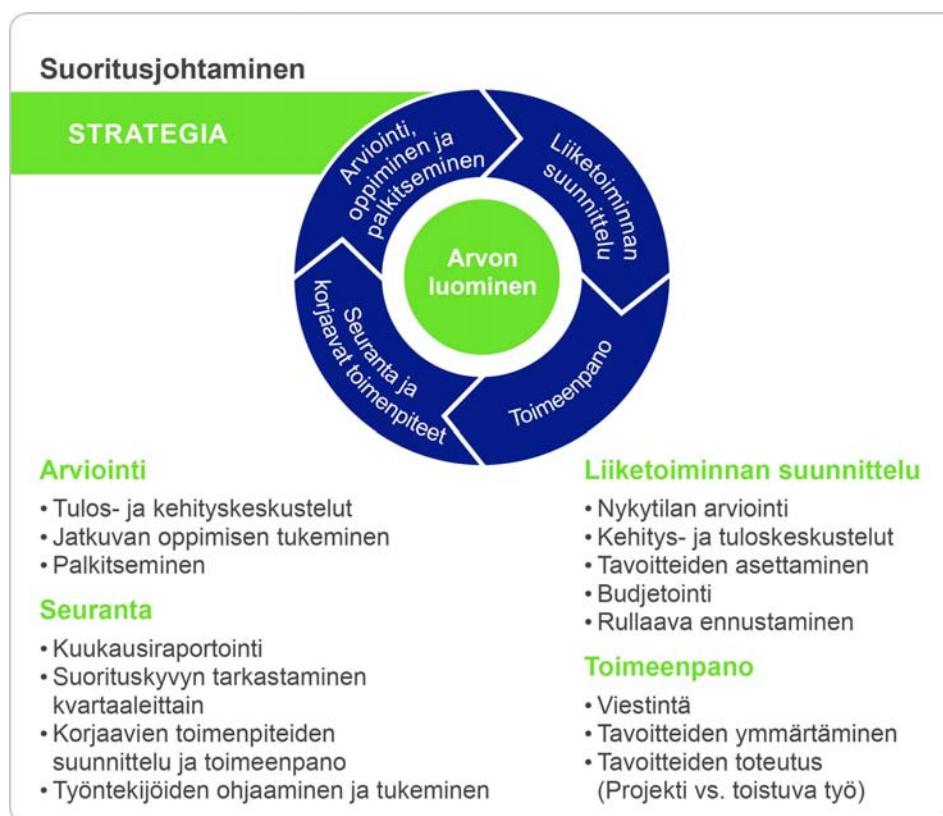 Suoritusjohtaminen
STRATEGIA
Arviointi,
oppiminen ja
palkitseminen
Liiketoiminnan
suunnittelu
Arvon
luominen
Seuranta ja
korjaavat toimenpiteet
Toimeenpano
Arviointi
• Tulos- ja kehityskeskustelut
• Jatkuvan oppimisen tukeminen
• Palkitseminen
Seuranta
• Kuukausiraportointi
• Suorituskyvyn tarkastaminen
kvartaaleittain
• Korjaavien toimenpiteiden
suunnittelu ja toimeenpano
• Työntekijöiden ohjaaminen ja tukeminen
Liiketoiminnan suunnittelu
• Nykytilan arviointi
• Kehitys- ja tuloskeskustelut
• Tavoitteiden asettaminen
• Budjetointi
• Rullaava ennustaminen
Toimeenpano
• Viestintä
• Tavoitteiden ymmärtäminen
• Tavoitteiden toteutus
(Projekti vs. toistuva työ)